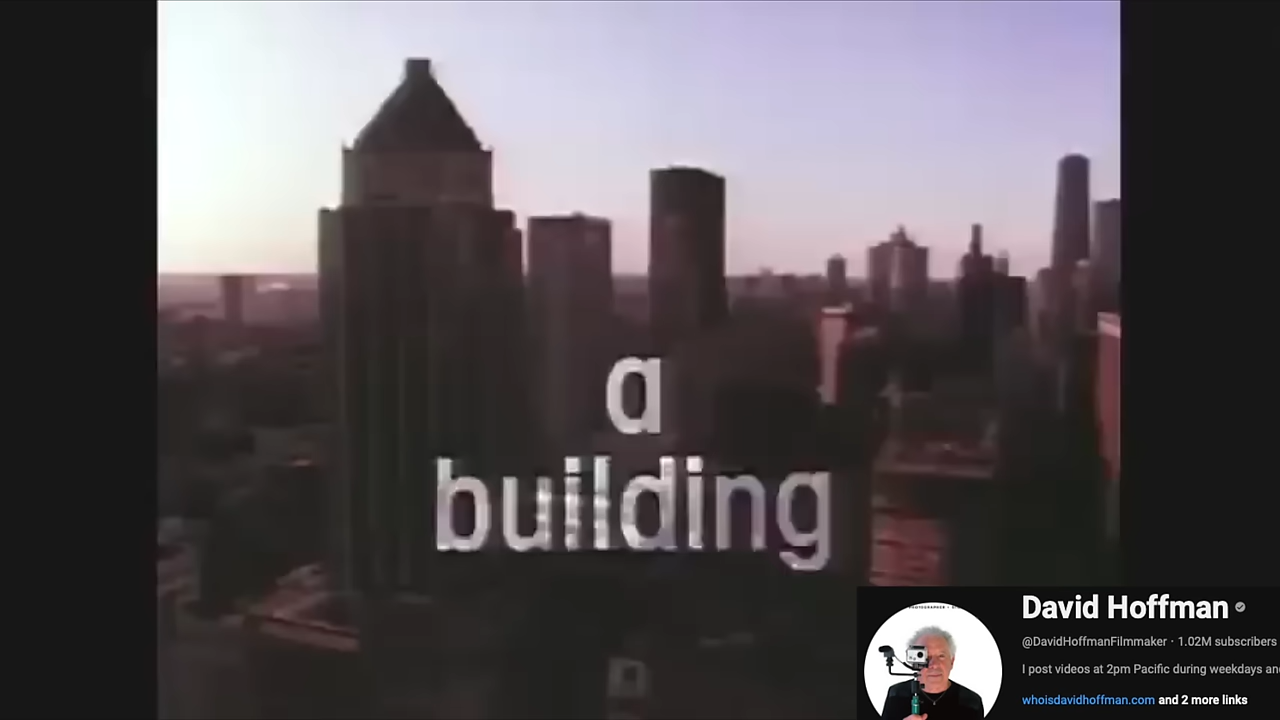 a
building
David Hoffman
@DavidHoffmanFilmmaker · 1.02M subscribers
I post videos at 2pm Pacific during weekdays an
whoisdavidhoffman.com and 2 more links